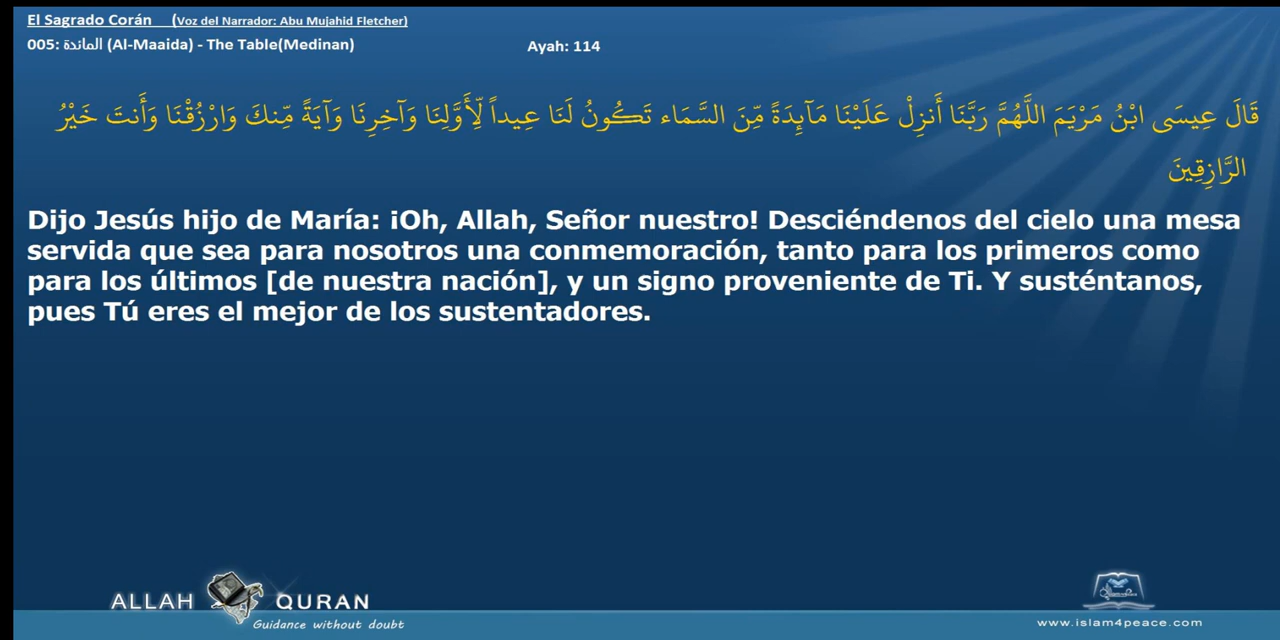 El Sagrado Corán (Voz del Narrador: Abu Mujahid Fletcher)
005: المائدة (Al-Maaida) - The Table(Medinan) Ayah: 114
قَالَ عِيسَى ابْنُ مَرْيَمَ اللَّهُمَّ رَبَّنَا أَنزِلْ عَلَيْنَا مَآئِدَةً مِّنَ السَّمَاء تَكُونُ لَنَا عِيداً لِّأَوَّلِنَا وَآخِرِنَا وَآيَةً مِّنكَ وَارْزُقْنَا وَأَنتَ خَيْرُ
الرَّازِقِينَ
Dijo Jesús hijo de María: ¡Oh, Allah, Señor nuestro! Desciéndenos del cielo una mesa
servida que sea para nosotros una conmemoración, tanto para los primeros como
para los últimos [de nuestra nación], y un signo proveniente de Ti. Y susténtanos,
pues Tú eres el mejor de los sustentadores.
ALLAH QURAN
Guidance without doubt
www.islam4peace.com